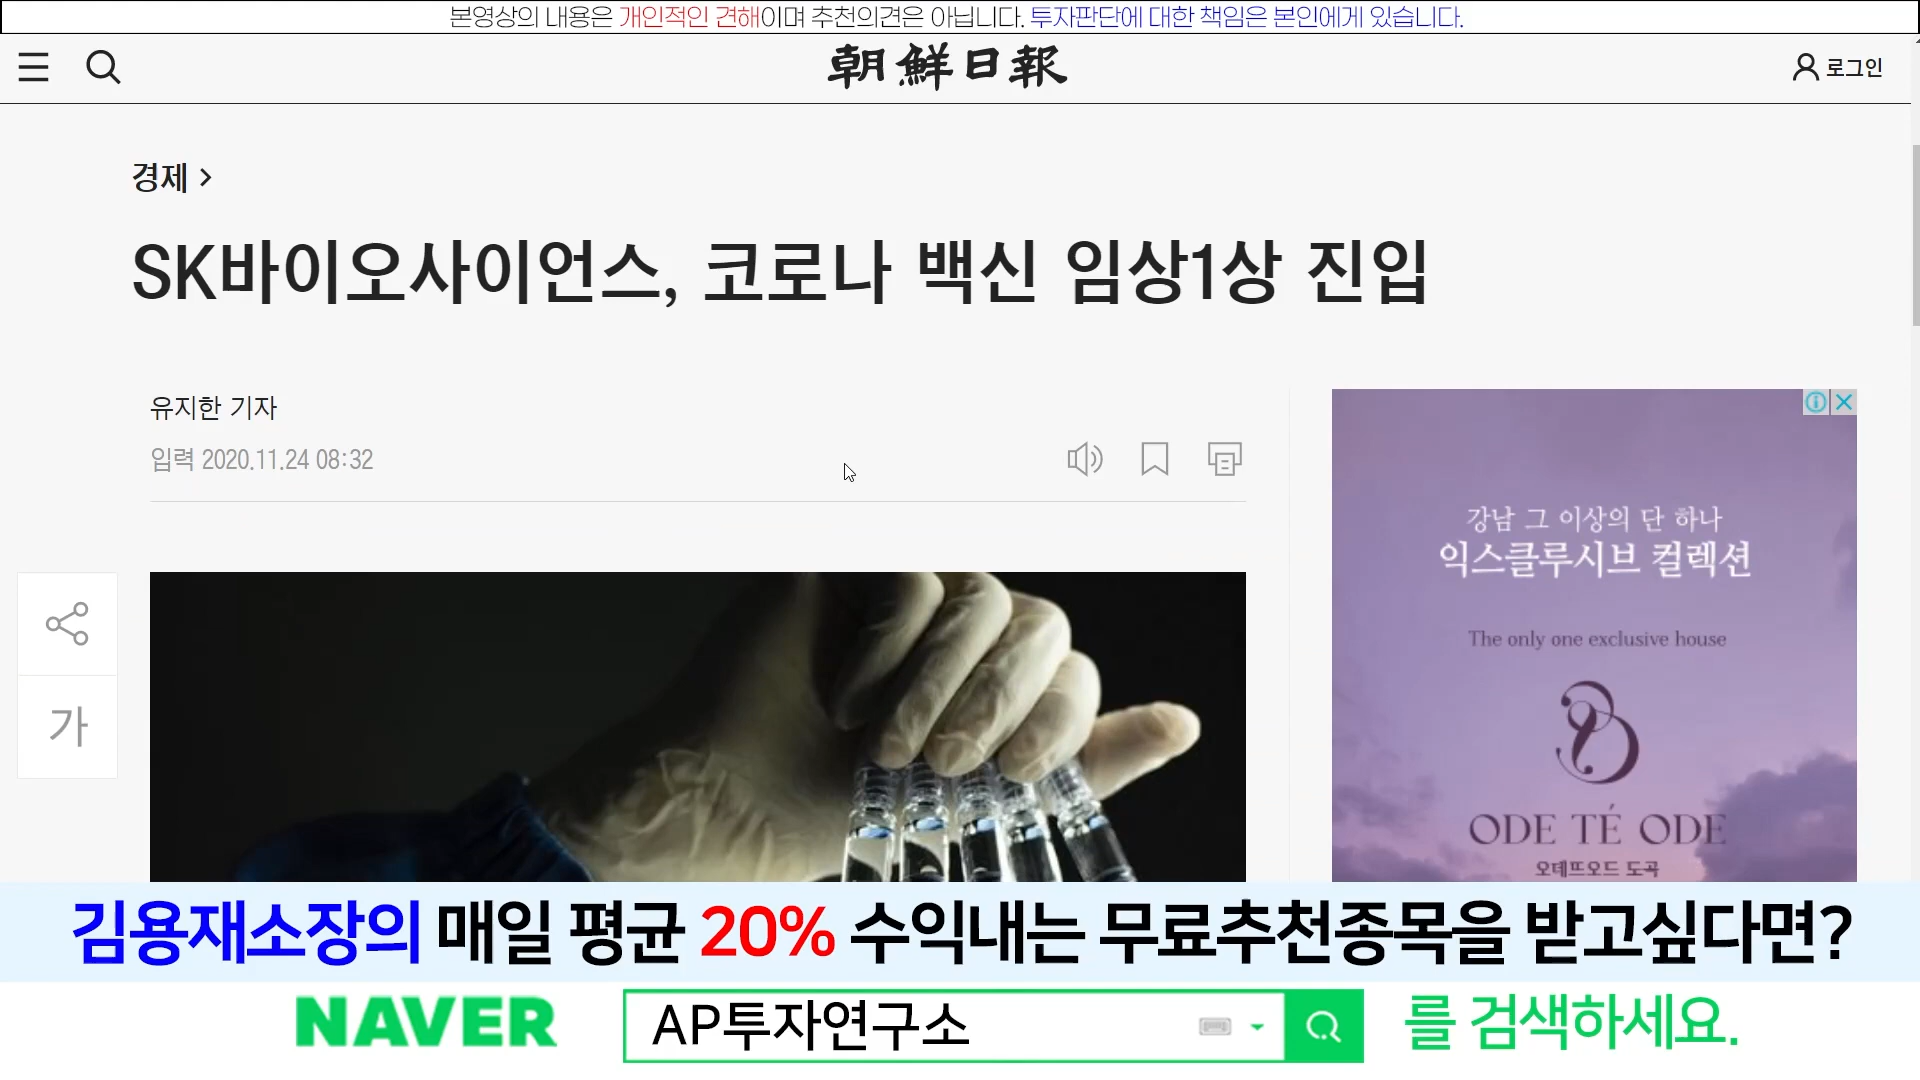 본영상의 내용은 개인적인 견해이며 추천의견은 아닙니다. 투자판단에 대한 책임은 본인에게 있습니다.
朝鮮日報
로그인
경제 >
SK바이오사이언스, 코로나 백신 임상1상 진입
유지한 기자
입력 2020.11.24 08:32
가
강남 그 이상의 단 하나
익스클루시브 컬렉션
The only one exclusive house
ODE TÉ ODE
오데뜨오드 도곡
김용재소장의 매일 평균 20% 수익내는 무료추천종목을 받고싶다면?
NAVER AP투자연구소 를 검색하세요.